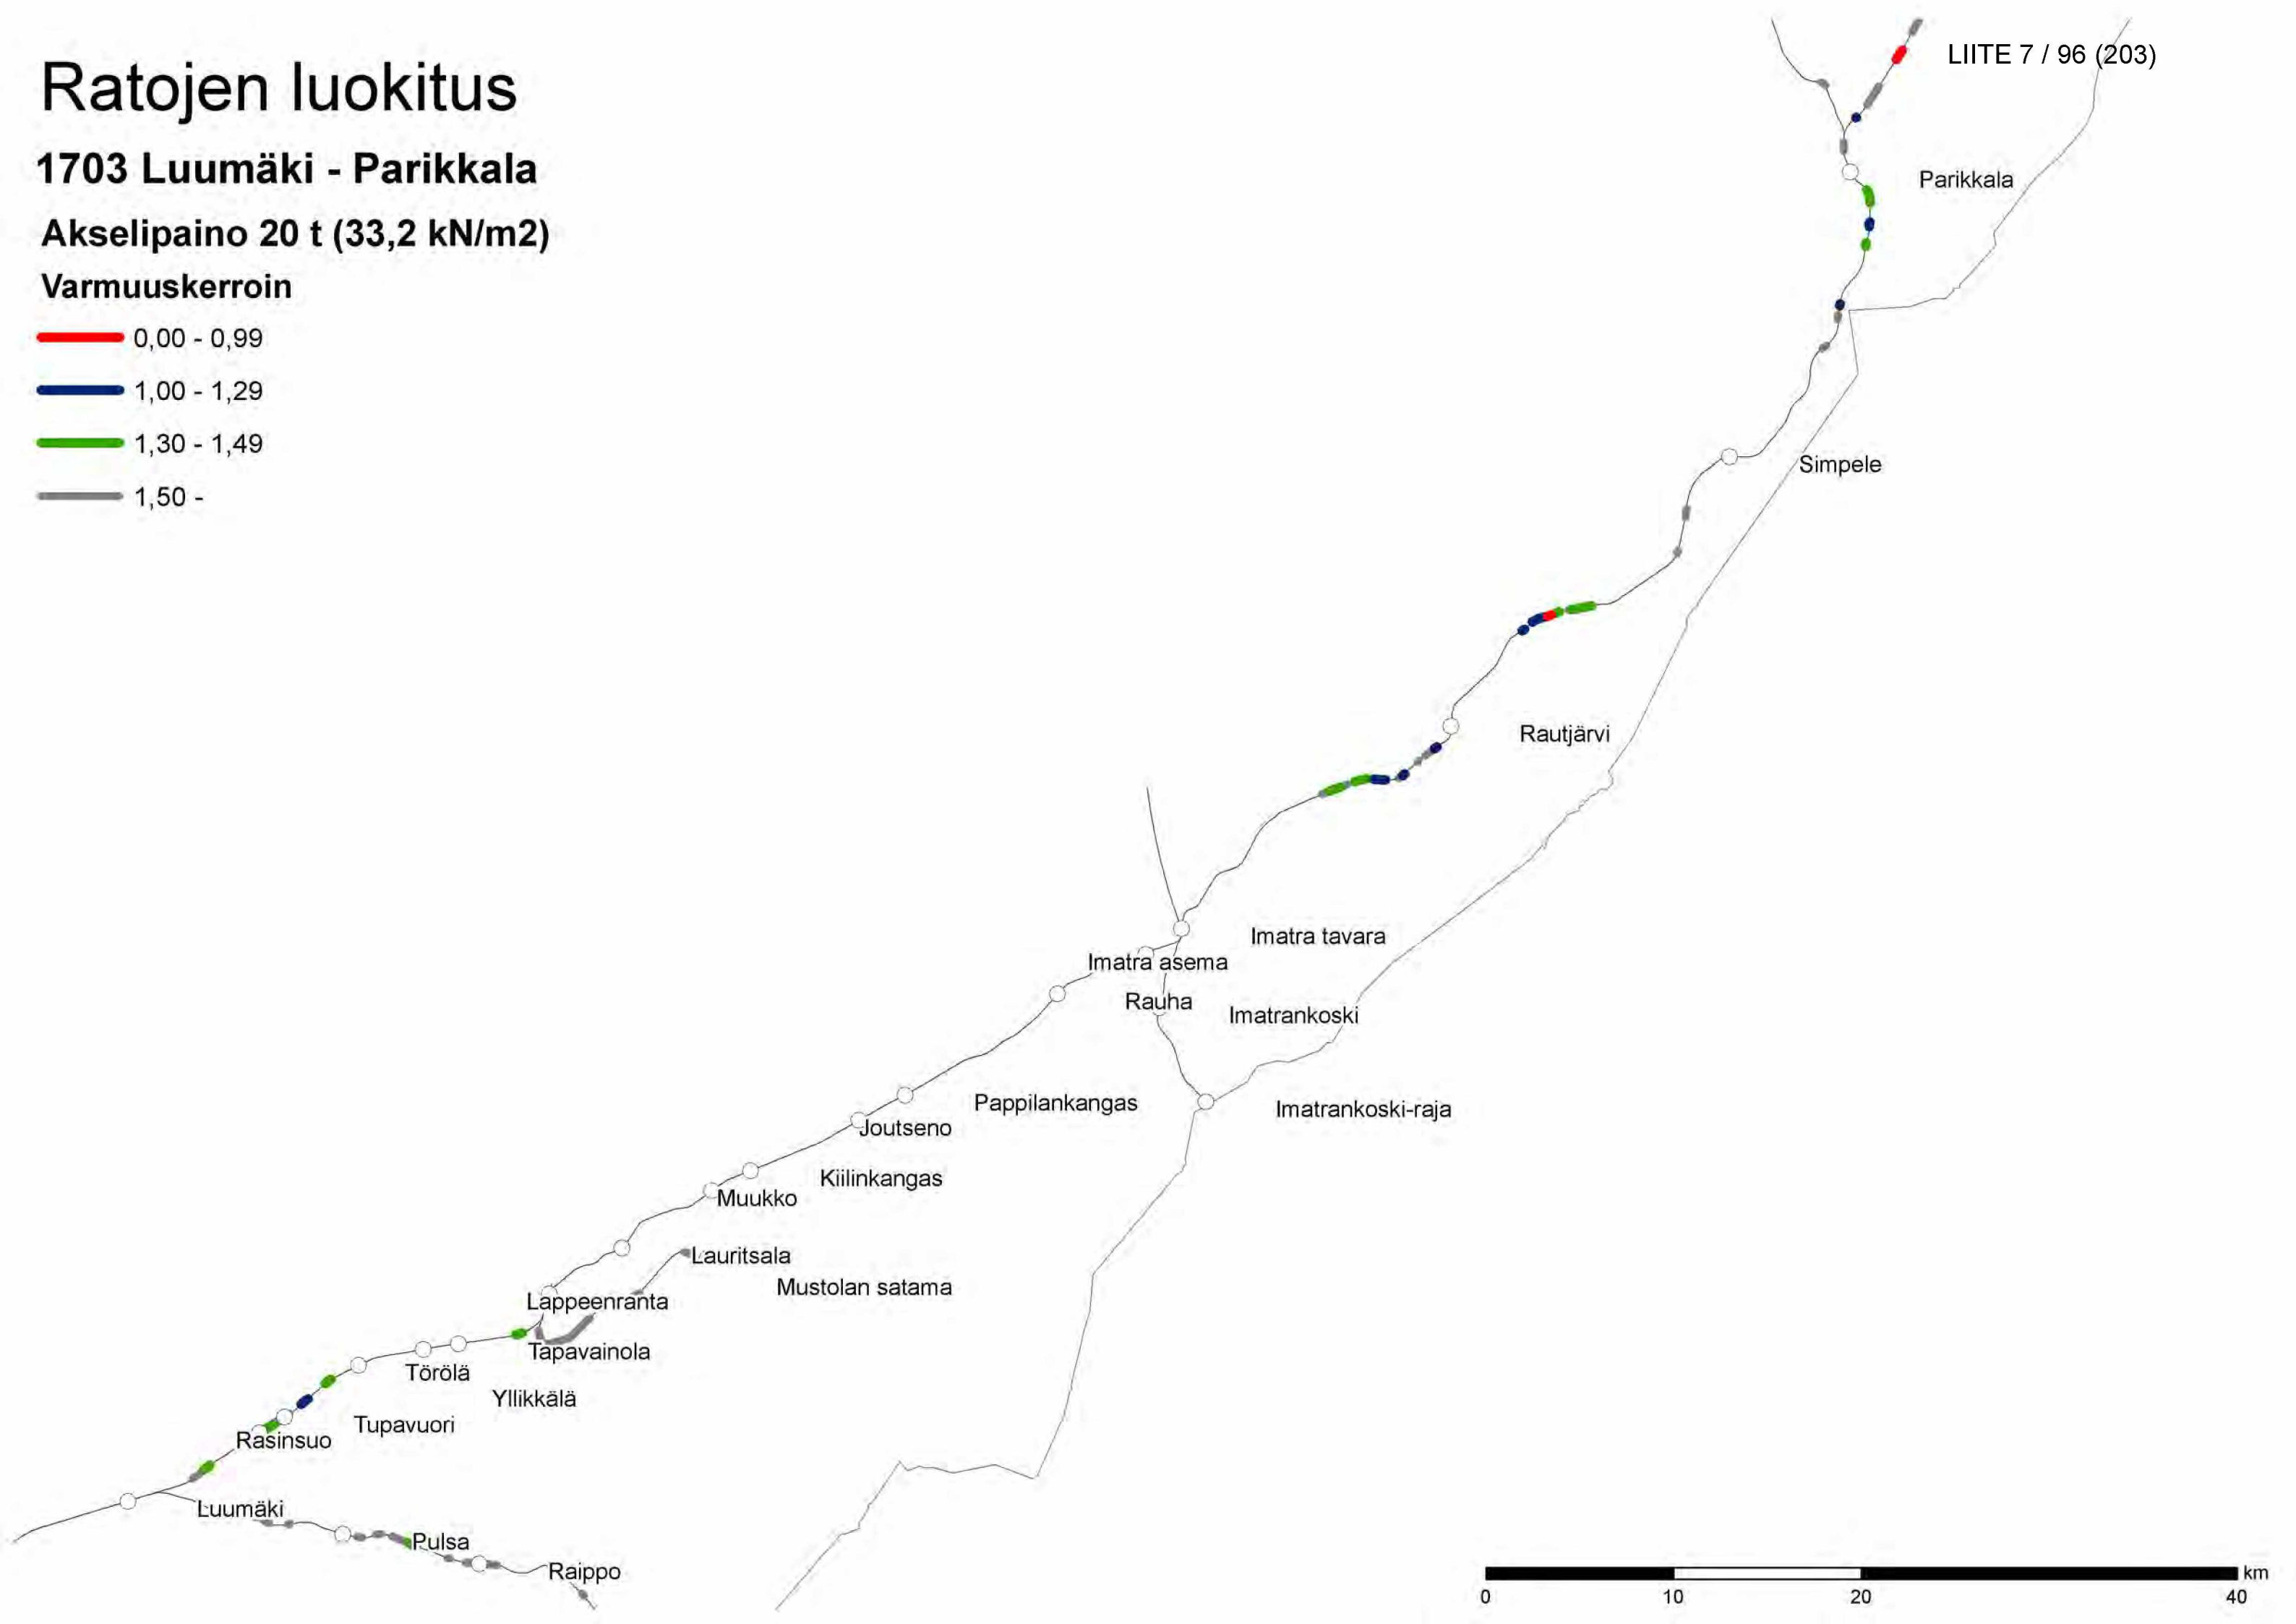 LIITE 7 / 96 (203)
Ratojen luokitus
1703 Luumäki - Parikkala
Akselipaino 20 t (33,2 kN/m2)
Varmuuskerroin
0,00 - 0,99
1,00 - 1,29
1,30 - 1,49
1,50 -
Parikkala
Simpele
Rautjärvi
Imatra tavara
Imatra asema
Rauha
Imatrankoski
Pappilankangas
Imatrankoski-raja
Joutseno
Kiilinkangas
Muukko
Lauritsala
Mustolan satama
Lappeenranta
Tapavainola
Törölä
Yllikkälä
Tupavuori
Rasinsuo
Luumäki
Pulsa
Raippo
km
0 10 20 40